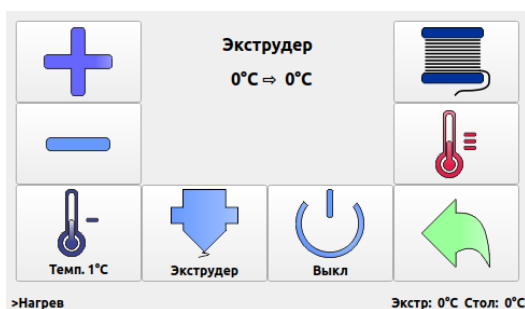 Экструдер
0°C ⇨ 0°C
Темп. 1°C
Экструдер
Выкл
>Нагрев
Экстр: 0°C Стол: 0°C